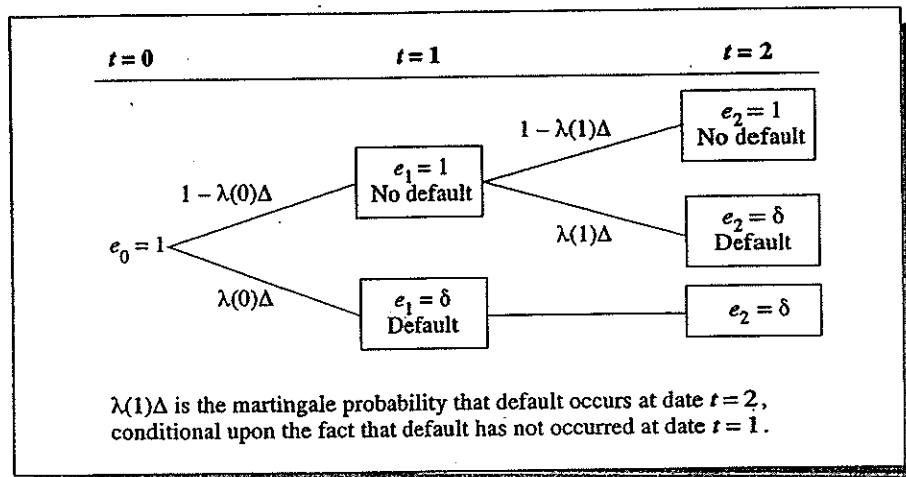 t = 0 t = 1 t = 2
e₂ = 1
No default
1 − λ(1)Δ
e₁ = 1
No default
1 − λ(0)Δ
e₂ = δ
Default
λ(1)Δ
e₀ = 1
λ(0)Δ
e₁ = δ
Default
e₂ = δ
λ(1)Δ is the martingale probability that default occurs at date t = 2,
conditional upon the fact that default has not occurred at date t = 1.